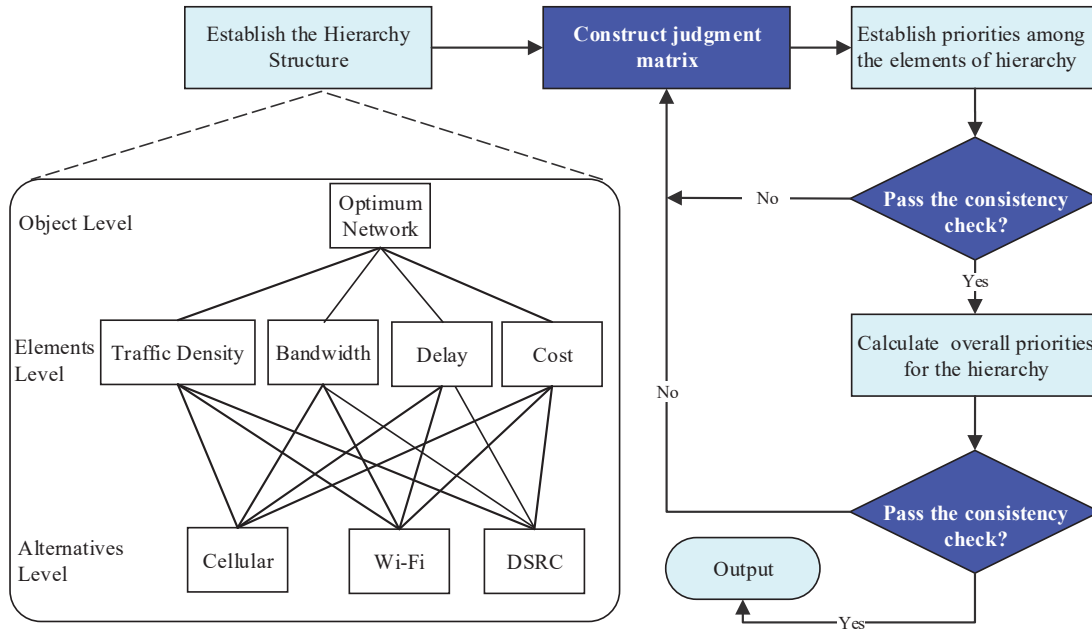 Establish the Hierarchy
Structure
Construct judgment
matrix
Establish priorities among
the elements of hierarchy
Pass the consistency
check?
No
Yes
Calculate overall priorities
for the hierarchy
No
Pass the consistency
check?
Yes
Output
Object Level
Optimum
Network
Elements
Level
Traffic Density
Bandwidth
Delay
Cost
Alternatives
Level
Cellular
Wi-Fi
DSRC